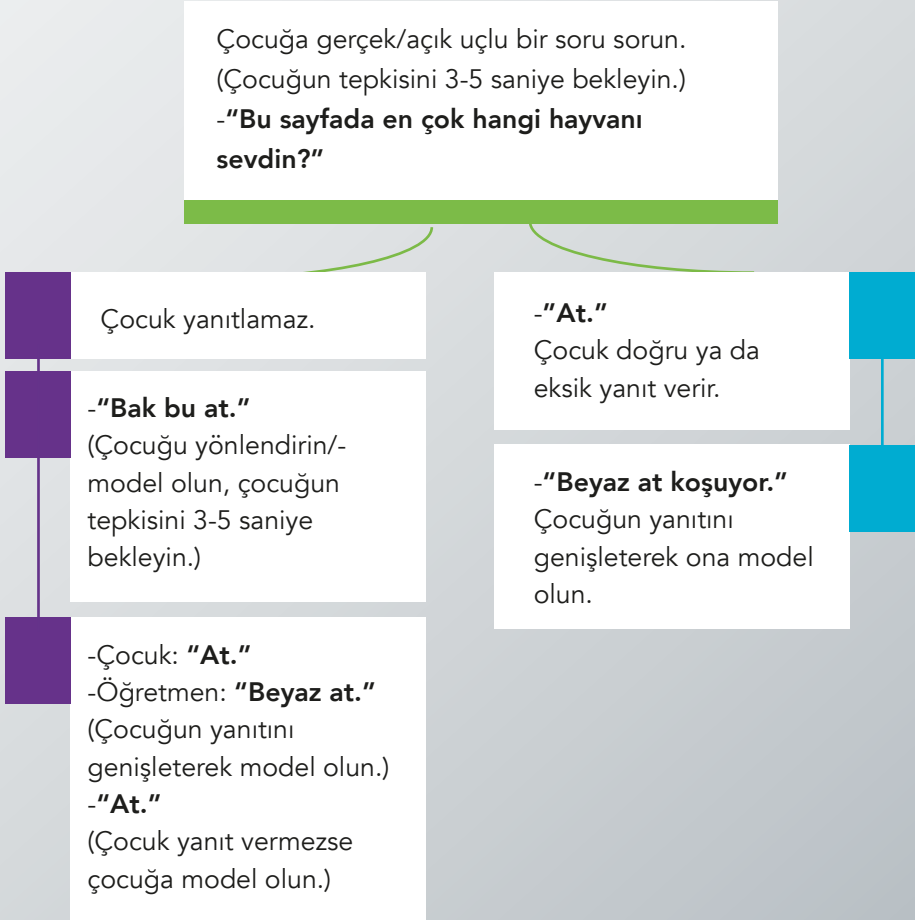 Çocuğa gerçek/açık uçlu bir soru sorun.
(Çocuğun tepkisini 3-5 saniye bekleyin.)
-“Bu sayfada en çok hangi hayvanı
sevdin?”
Çocuk yanıtlamaz.
-“Bak bu at.”
(Çocuğu yönlendirin/-
model olun, çocuğun
tepkisini 3-5 saniye
bekleyin.)
-Çocuk: “At.”
-Öğretmen: “Beyaz at.”
(Çocuğun yanıtını
genişleterek model olun.)
-“At.”
(Çocuk yanıt vermezse
çocuğa model olun.)
-“At.”
Çocuk doğru ya da
eksik yanıt verir.
-“Beyaz at koşuyor.”
Çocuğun yanıtını
genişleterek ona model
olun.